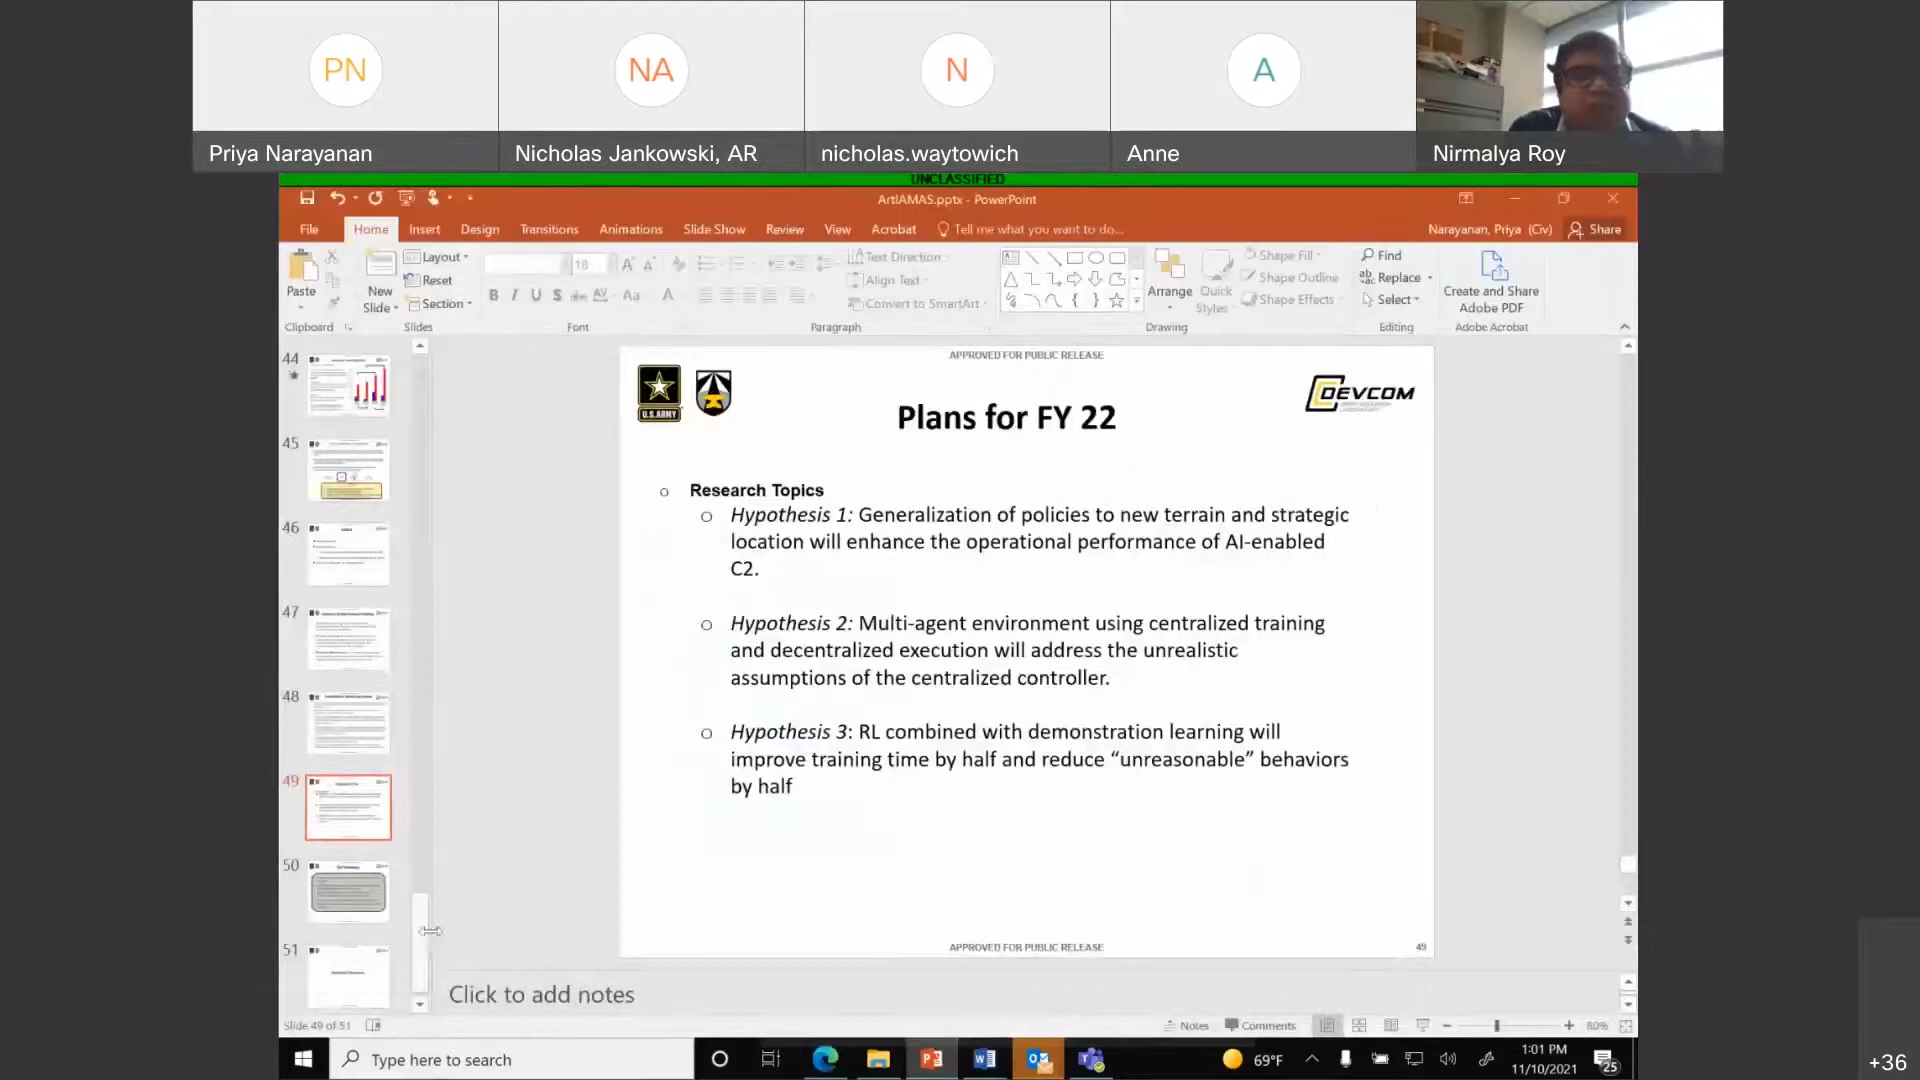 PN
NA
N
A
Priya Narayanan
Nicholas Jankowski, AR
nicholas.waytowich
Anne
Nirmalya Roy
UNCLASSIFIED
ArtIAMAS.pptx - PowerPoint
File
Home
Insert
Design
Transitions
Animations
Slide Show
Review
View
Acrobat
Tell me what you want to do...
Narayanan, Priya (Civ)
Share
Paste
New
Slide
Layout
Reset
Section
18
Text Direction
Align Text
Convert to SmartArt
Arrange
Quick
Styles
Shape Fill
Shape Outline
Shape Effects
Find
Replace
Select
Create and Share
Adobe PDF
Clipboard
Slides
Font
Paragraph
Drawing
Editing
Adobe Acrobat
44
45
46
47
48
49
50
51
APPROVED FOR PUBLIC RELEASE
U.S.ARMY
DEVCOM
Plans for FY 22
Research Topics
Hypothesis 1: Generalization of policies to new terrain and strategic
location will enhance the operational performance of AI-enabled
C2.
Hypothesis 2: Multi-agent environment using centralized training
and decentralized execution will address the unrealistic
assumptions of the centralized controller.
Hypothesis 3: RL combined with demonstration learning will
improve training time by half and reduce “unreasonable” behaviors
by half
APPROVED FOR PUBLIC RELEASE
49
Click to add notes
Slide 49 of 51
Notes
Comments
80%
Type here to search
69°F
1:01 PM
11/10/2021
25
+36